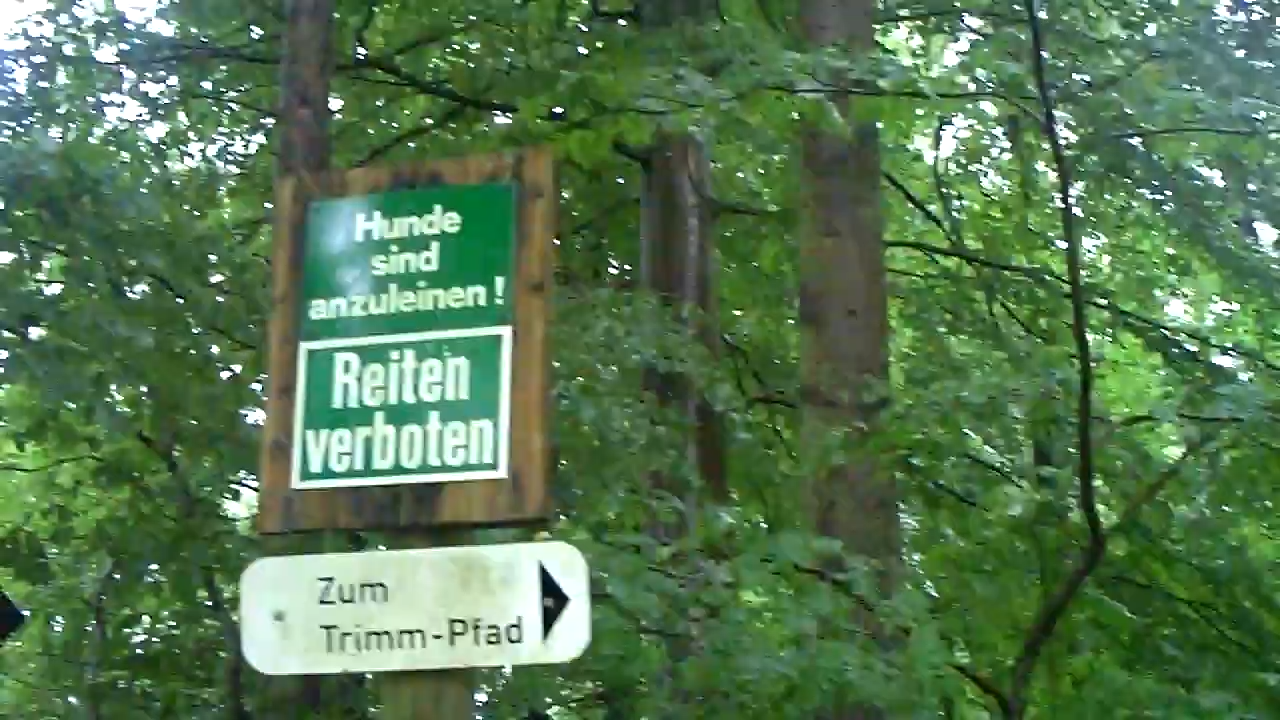 Hunde
sind
anzuleinen !
Reiten
verboten
Zum
Trimm-Pfad